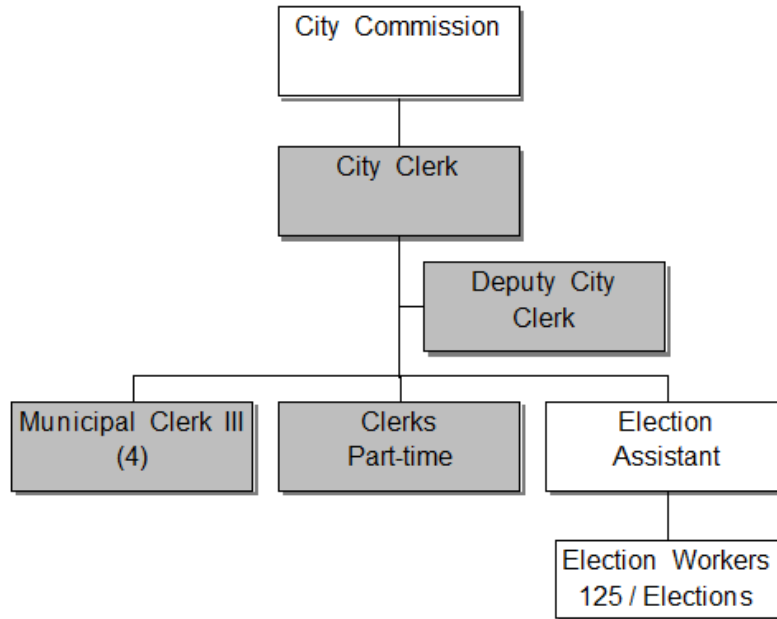 City Commission
City Clerk
Deputy City
Clerk
Municipal Clerk III
(4)
Clerks
Part-time
Election
Assistant
Election Workers
125 / Elections